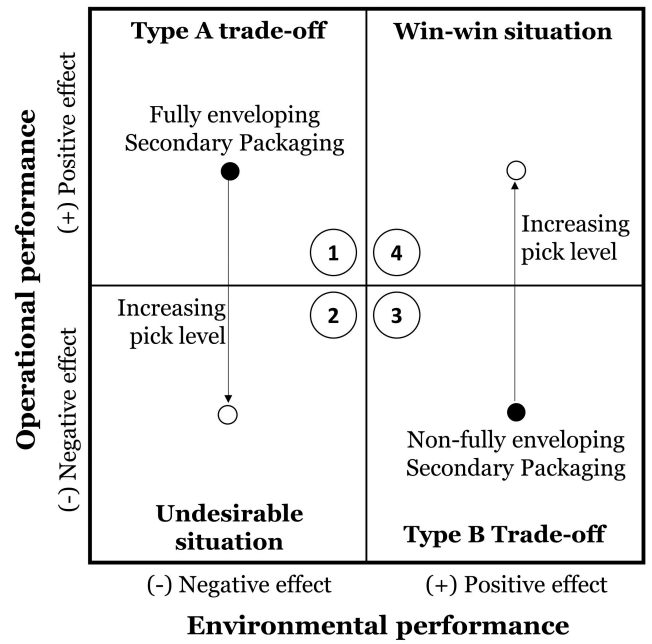 Type A trade-off
Win-win situation
Fully enveloping
Secondary Packaging
Increasing
pick level
1
4
2
3
Increasing
pick level
Non-fully enveloping
Secondary Packaging
Undesirable
situation
Type B Trade-off
Operational performance
(+) Positive effect
(-) Negative effect
(-) Negative effect
(+) Positive effect
Environmental performance